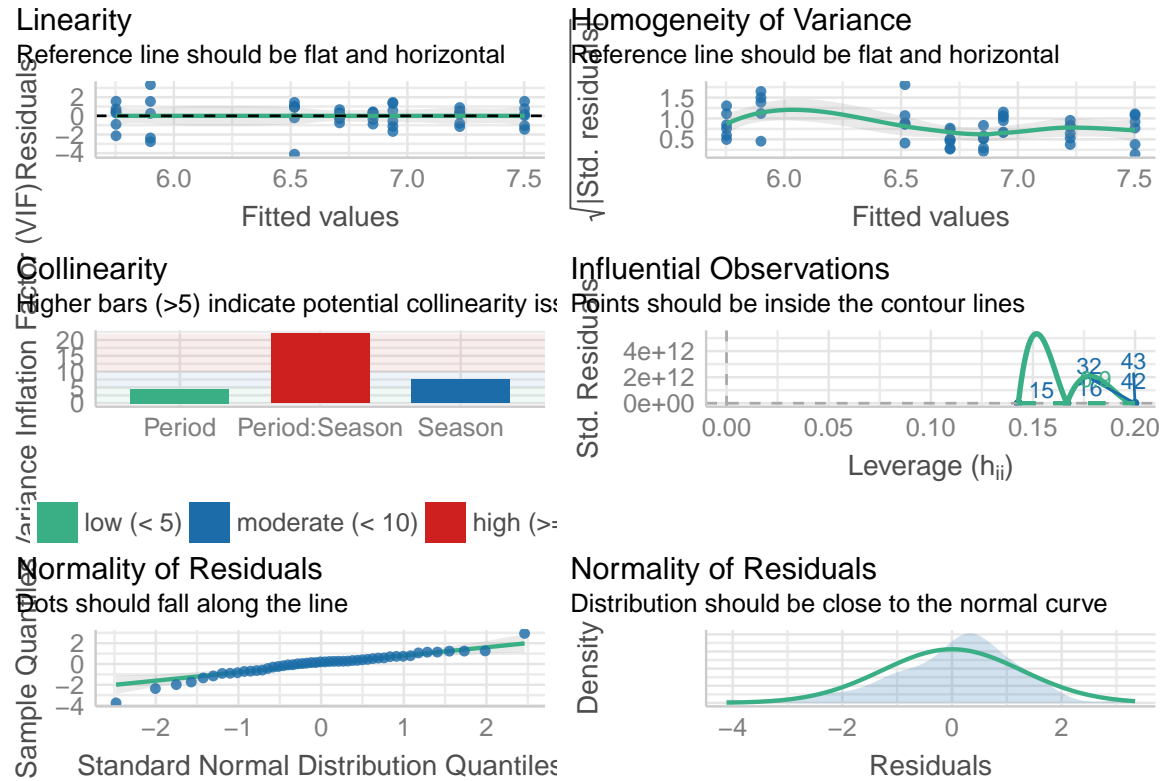 Linearity
Reference line should be flat and horizontal
Residuals
2
0
−2
−4
6.0 6.5 7.0 7.5
Fitted values
Homogeneity of Variance
Reference line should be flat and horizontal
√|Std. residuals|
1.5
1.0
0.5
6.0 6.5 7.0 7.5
Fitted values
Collinearity
Higher bars (>5) indicate potential collinearity iss
Variance Inflation Factor (VIF)
20
15
10
5
0
Period Period:Season Season
low (< 5) moderate (< 10) high (>=
Influential Observations
Points should be inside the contour lines
Std. Residuals
4e+12
2e+12
0e+00
32
43
15
16
42
0.00 0.05 0.10 0.15 0.20
Leverage (hii)
Normality of Residuals
Dots should fall along the line
Sample Quantiles
2
0
−2
−4
−2 −1 0 1 2
Standard Normal Distribution Quantiles
Normality of Residuals
Distribution should be close to the normal curve
Density
−4 −2 0 2
Residuals